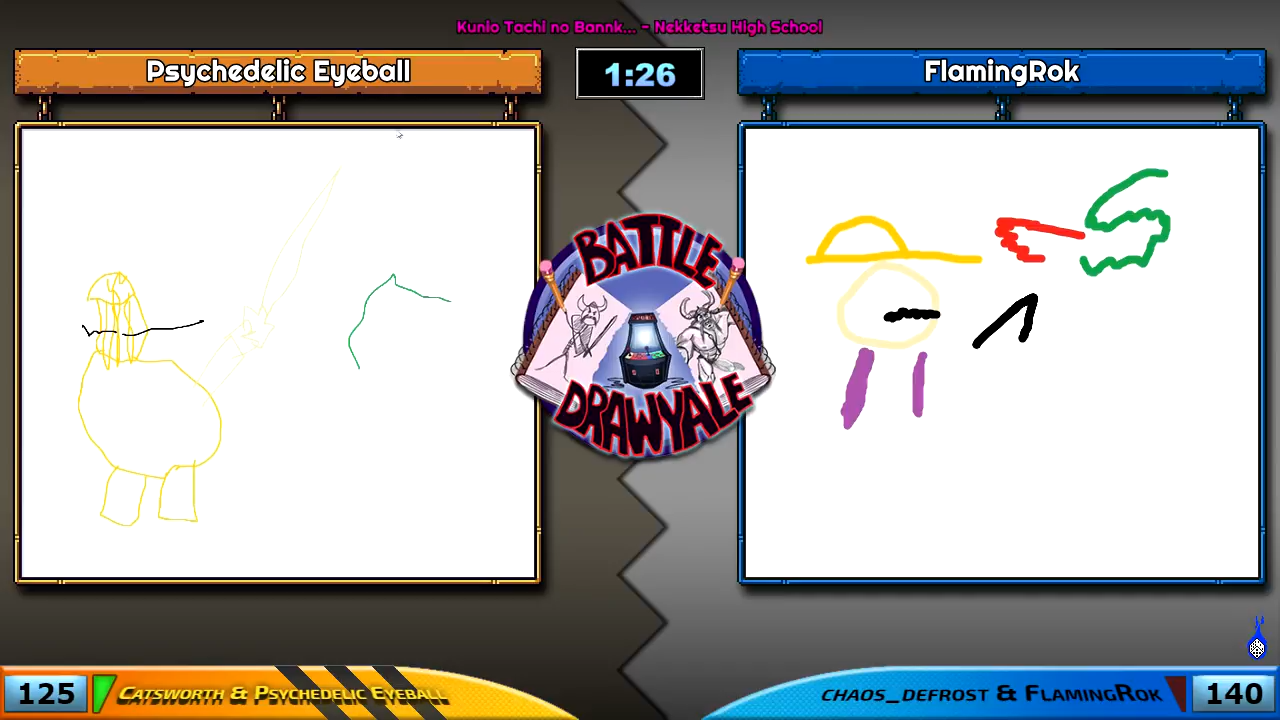 Kunio Tachi no Bannk... - Nekketsu High School
Psychedelic Eyeball
1:26
FlamingRok
BATTLE
DRAWYALE
125
Catsworth & Psychedelic Eyeball
chaos_defrost & FlamingRok
140